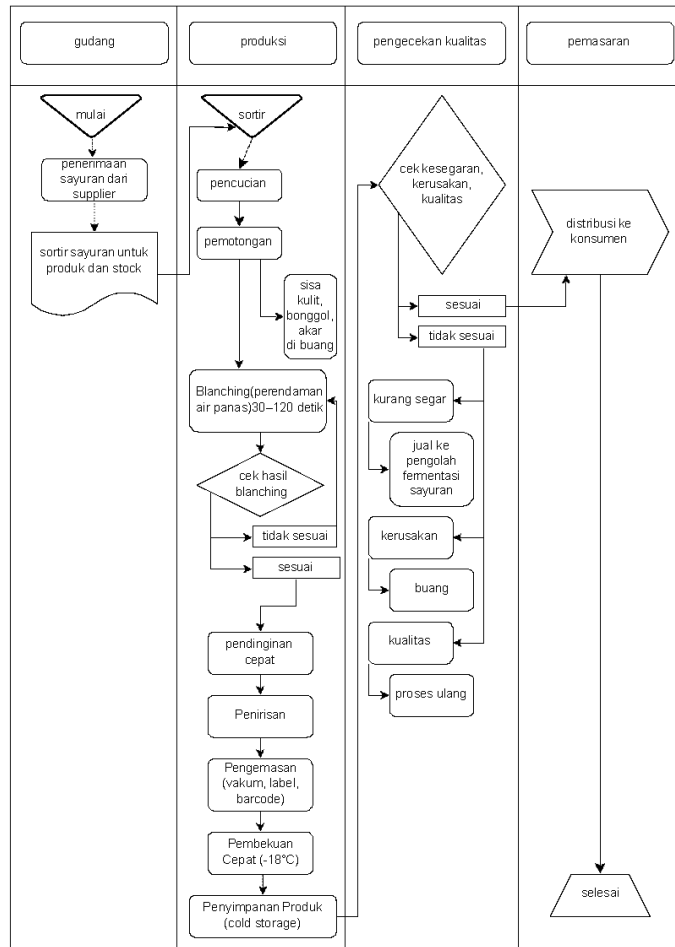 gudang
produksi
pengecekan kualitas
pemasaran
mulai
penerimaan
sayuran dari
supplier
sortir sayuran untuk
produk dan stock
sortir
pencucian
pemotongan
sisa
kulit,
bonggol,
akar
di buang
Blanching(perendaman
air panas)30–120 detik
cek hasil
blanching
tidak sesuai
sesuai
pendinginan
cepat
Penirisan
Pengemasan
(vakum, label,
barcode)
Pembekuan
Cepat (-18°C)
Penyimpanan Produk
(cold storage)
cek kesegaran,
kerusakan,
kualitas
sesuai
tidak sesuai
kurang segar
jual ke
pengolah
fermentasi
sayuran
kerusakan
buang
kualitas
proses ulang
distribusi ke
konsumen
selesai